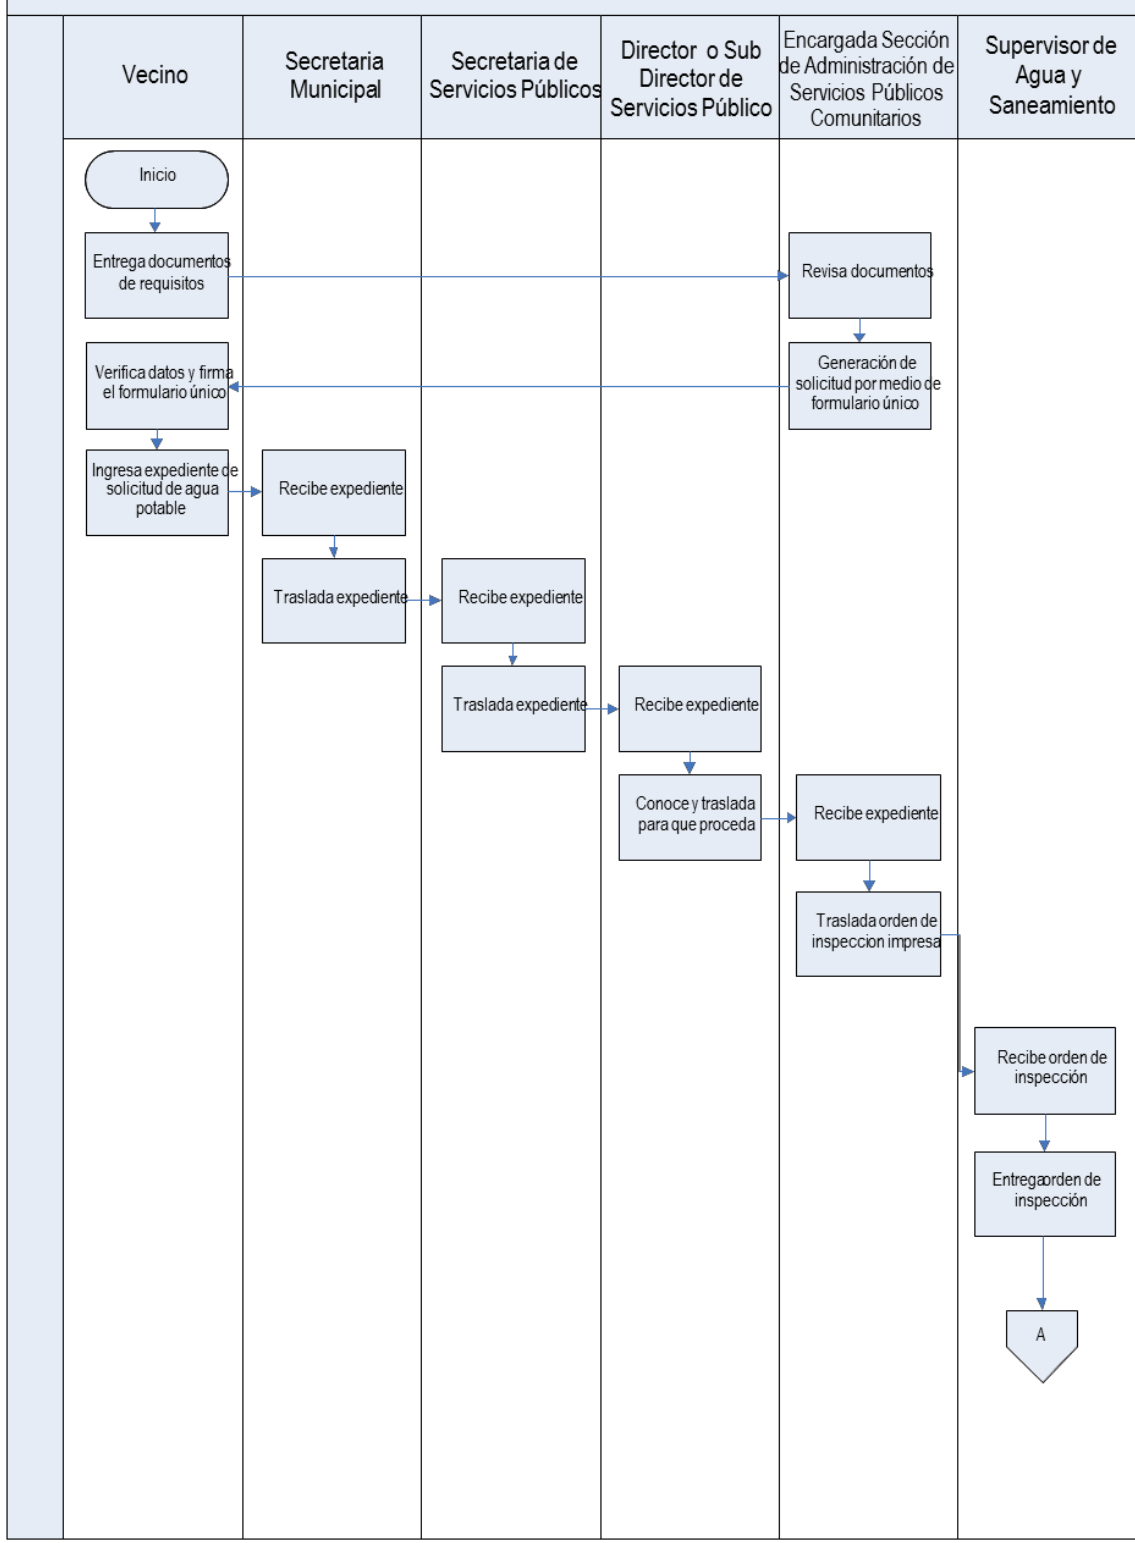 Vecino
Secretaria
Municipal
Secretaria de
Servicios Públicos
Director o Sub
Director de
Servicios Público
Encargada Sección
de Administración de
Servicios Públicos
Comunitarios
Supervisor de
Agua y
Saneamiento
Inicio
Entrega documentos
de requisitos
Revisa documentos
Generación de
solicitud por medio de
formulario único
Verifica datos y firma
el formulario único
Ingresa expediente de
solicitud de agua
potable
Recibe expediente
Traslada expediente
Recibe expediente
Traslada expediente
Recibe expediente
Conoce y traslada
para que proceda
Recibe expediente
Traslada orden de
inspeccion impresa
Recibe orden de
inspección
Entrega orden de
inspección
A